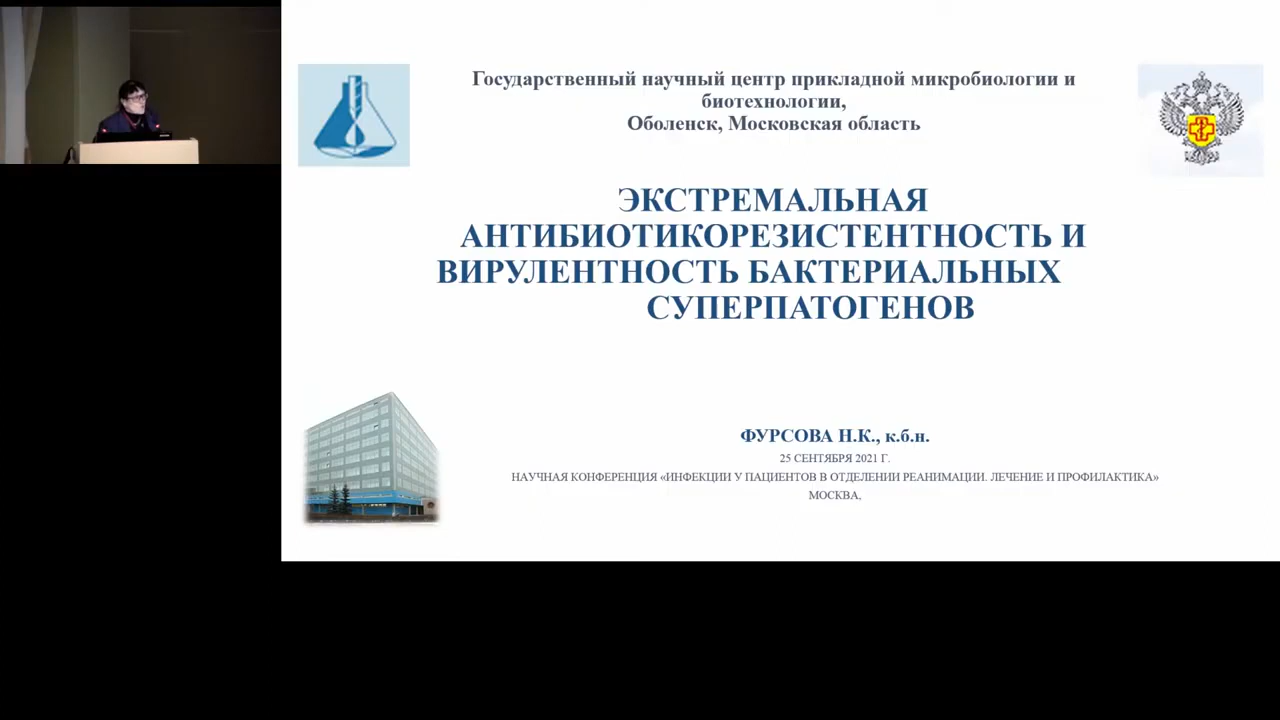 Государственный научный центр прикладной микробиологии и
биотехнологии,
Оболенск, Московская область
ЭКСТРЕМАЛЬНАЯ
АНТИБИОТИКОРЕЗИСТЕНТНОСТЬ И
ВИРУЛЕНТНОСТЬ БАКТЕРИАЛЬНЫХ
СУПЕРПАТОГЕНОВ
ФУРСОВА Н.К., к.б.н.
25 СЕНТЯБРЯ 2021 Г.
НАУЧНАЯ КОНФЕРЕНЦИЯ «ИНФЕКЦИИ У ПАЦИЕНТОВ В ОТДЕЛЕНИИ РЕАНИМАЦИИ. ЛЕЧЕНИЕ И ПРОФИЛАКТИКА»
МОСКВА,